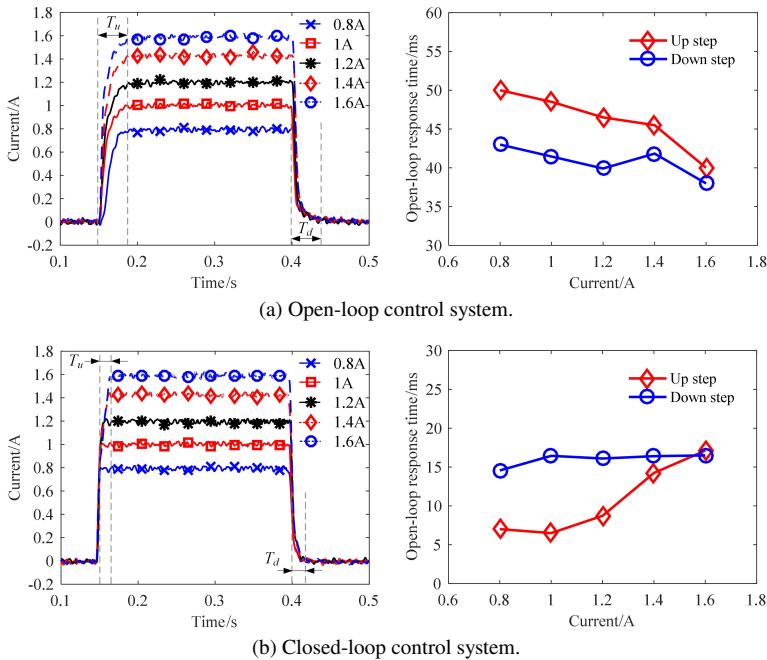 1.8
1.6
1.4
1.2
1
0.8
0.6
0.4
0.2
0
-0.2
Current/A
T_u
0.8A
1A
1.2A
1.4A
1.6A
T_d
0.1 0.2 0.3 0.4 0.5
Time/s
60
55
50
45
40
35
30
Open-loop response time/ms
Up step
Down step
0.6 0.8 1 1.2 1.4 1.6 1.8
Current/A
(a) Open-loop control system.
1.8
1.6
1.4
1.2
1
0.8
0.6
0.4
0.2
0
-0.2
Current/A
T_u
0.8A
1A
1.2A
1.4A
1.6A
T_d
0.1 0.2 0.3 0.4 0.5
Time/s
30
25
20
15
10
5
0
Open-loop response time/ms
Up step
Down step
0.6 0.8 1 1.2 1.4 1.6 1.8
Current/A
(b) Closed-loop control system.